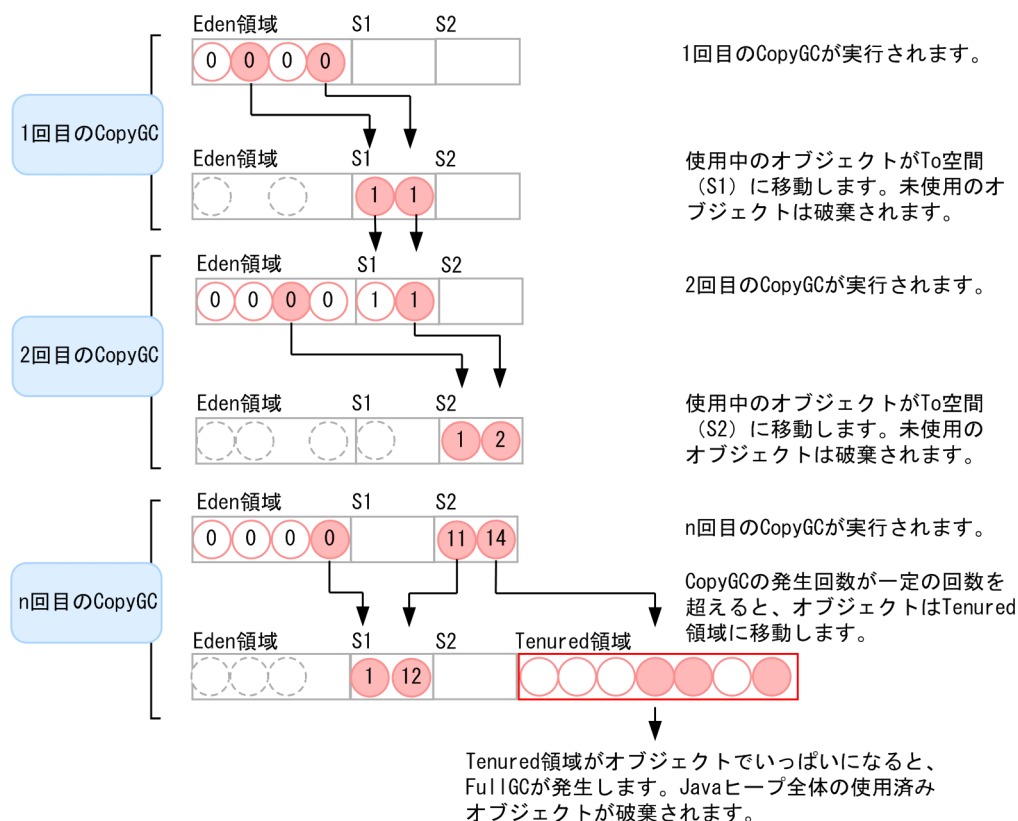 Eden領域 S1 S2
0 0 0 0
1回目のCopyGCが実行されます。
1回目のCopyGC
Eden領域 S1 S2
1 1
使用中のオブジェクトがTo空間
（S1）に移動します。未使用のオ
ブジェクトは破棄されます。
Eden領域 S1 S2
0 0 0 0 1 1
2回目のCopyGCが実行されます。
2回目のCopyGC
Eden領域 S1 S2
1 2
使用中のオブジェクトがTo空間
（S2）に移動します。未使用の
オブジェクトは破棄されます。
Eden領域 S1 S2
0 0 0 0 11 14
n回目のCopyGCが実行されます。
n回目のCopyGC
CopyGCの発生回数が一定の回数を
超えると、オブジェクトはTenured
領域に移動します。
Eden領域 S1 S2 Tenured領域
1 12
Tenured領域がオブジェクトでいっぱいになると、
FullGCが発生します。Javaヒープ全体の使用済み
オブジェクトが破棄されます。